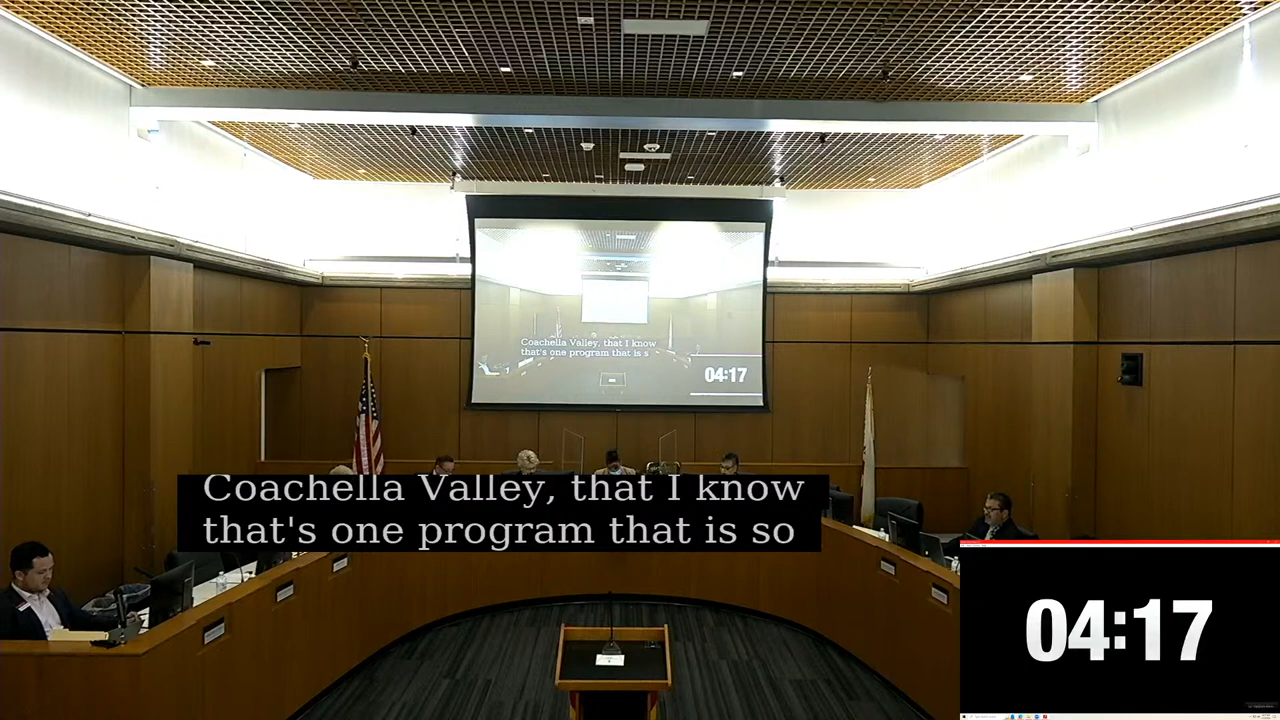 Coachella Valley, that I know
that's one program that is s
04:17
Coachella Valley, that I know
that's one program that is so
04:17